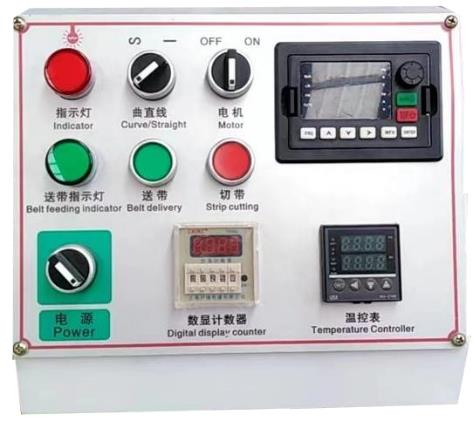 S I OFF ON
指示灯
Indicator
曲直线
Curve/Straight
电机
Motor
送带指示灯
Belt feeding indicator
送带
Belt delivery
切带
Strip cutting
电源
Power
数显计数器
Digital display counter
温控表
Temperature Controller